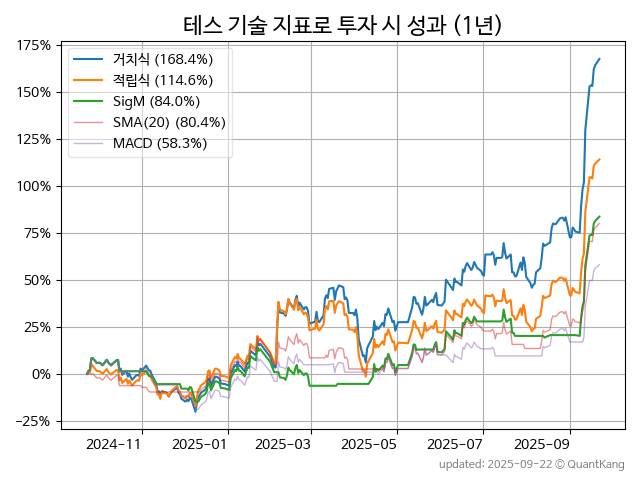 테스 기술 지표로 투자 시 성과 (1년)
175%
150%
125%
100%
75%
50%
25%
0%
−25%
거치식 (168.4%)
적립식 (114.6%)
SigM (84.0%)
SMA(20) (80.4%)
MACD (58.3%)
2024-11
2025-01
2025-03
2025-05
2025-07
2025-09
updated: 2025-09-22 © QuantKang